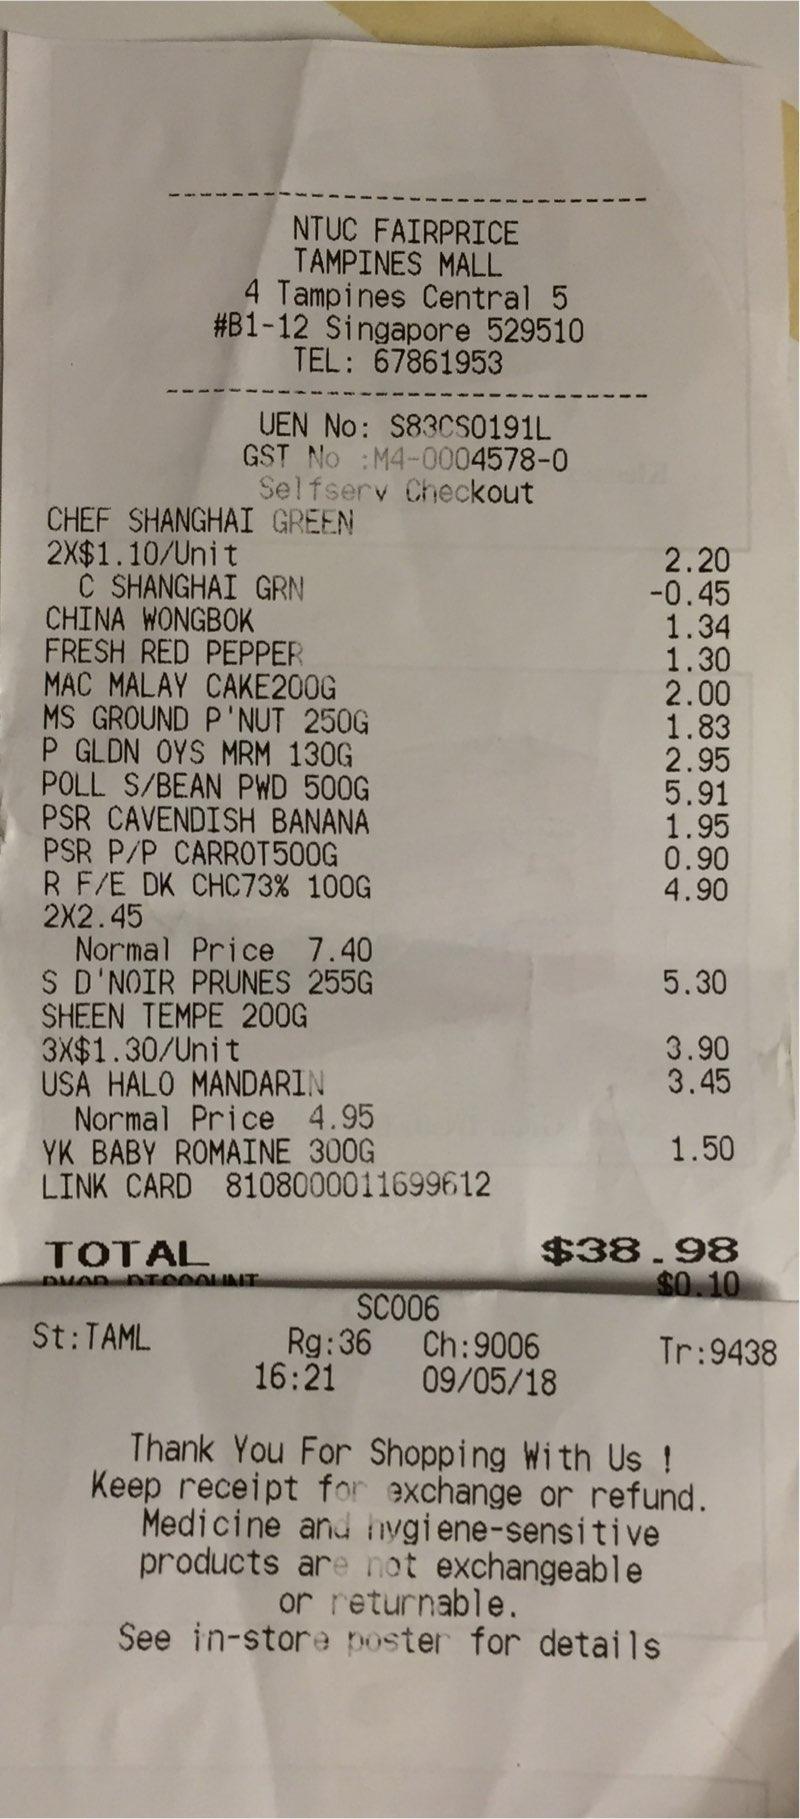 NTUC FAIRPRICE
TAMPINES MALL
4 Tampines Central 5
#B1-12 Singapore 529510
TEL: 67861953
UEN No: S83CS0191L
GST No :M4-0004578-0
Selfserv Checkout
CHEF SHANGHAI GREEN
2X$1.10/Unit 2.20
C SHANGHAI GRN -0.45
CHINA WONGBOK 1.34
FRESH RED PEPPER 1.30
MAC MALAY CAKE200G 2.00
MS GROUND P'NUT 250G 1.83
P GLDN OYS MRM 130G 2.95
POLL S/BEAN PWD 500G 5.91
PSR CAVENDISH BANANA 1.95
PSR P/P CARROT500G 0.90
R F/E DK CHC73% 100G 4.90
2X2.45
Normal Price 7.40
S D'NOIR PRUNES 255G 5.30
SHEEN TEMPE 200G
3X$1.30/Unit 3.90
USA HALO MANDARIN 3.45
Normal Price 4.95
YK BABY ROMAINE 300G 1.50
LINK CARD 8108000011699612
TOTAL $38.98
DISCOUNT $0.10
SC006
St:TAML Rg:36 Ch:9006 Tr:9438
16:21 09/05/18
Thank You For Shopping With Us !
Keep receipt for exchange or refund.
Medicine and hygiene-sensitive
products are not exchangeable
or returnable.
See in-store poster for details